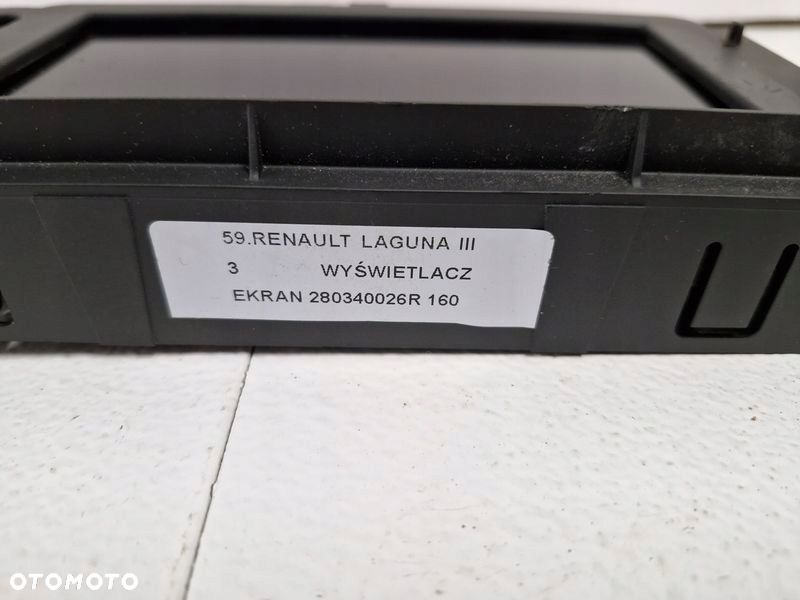 59.RENAULT LAGUNA III
3 WYŚWIETLACZ
EKRAN 280340026R 160
OTOMOTO